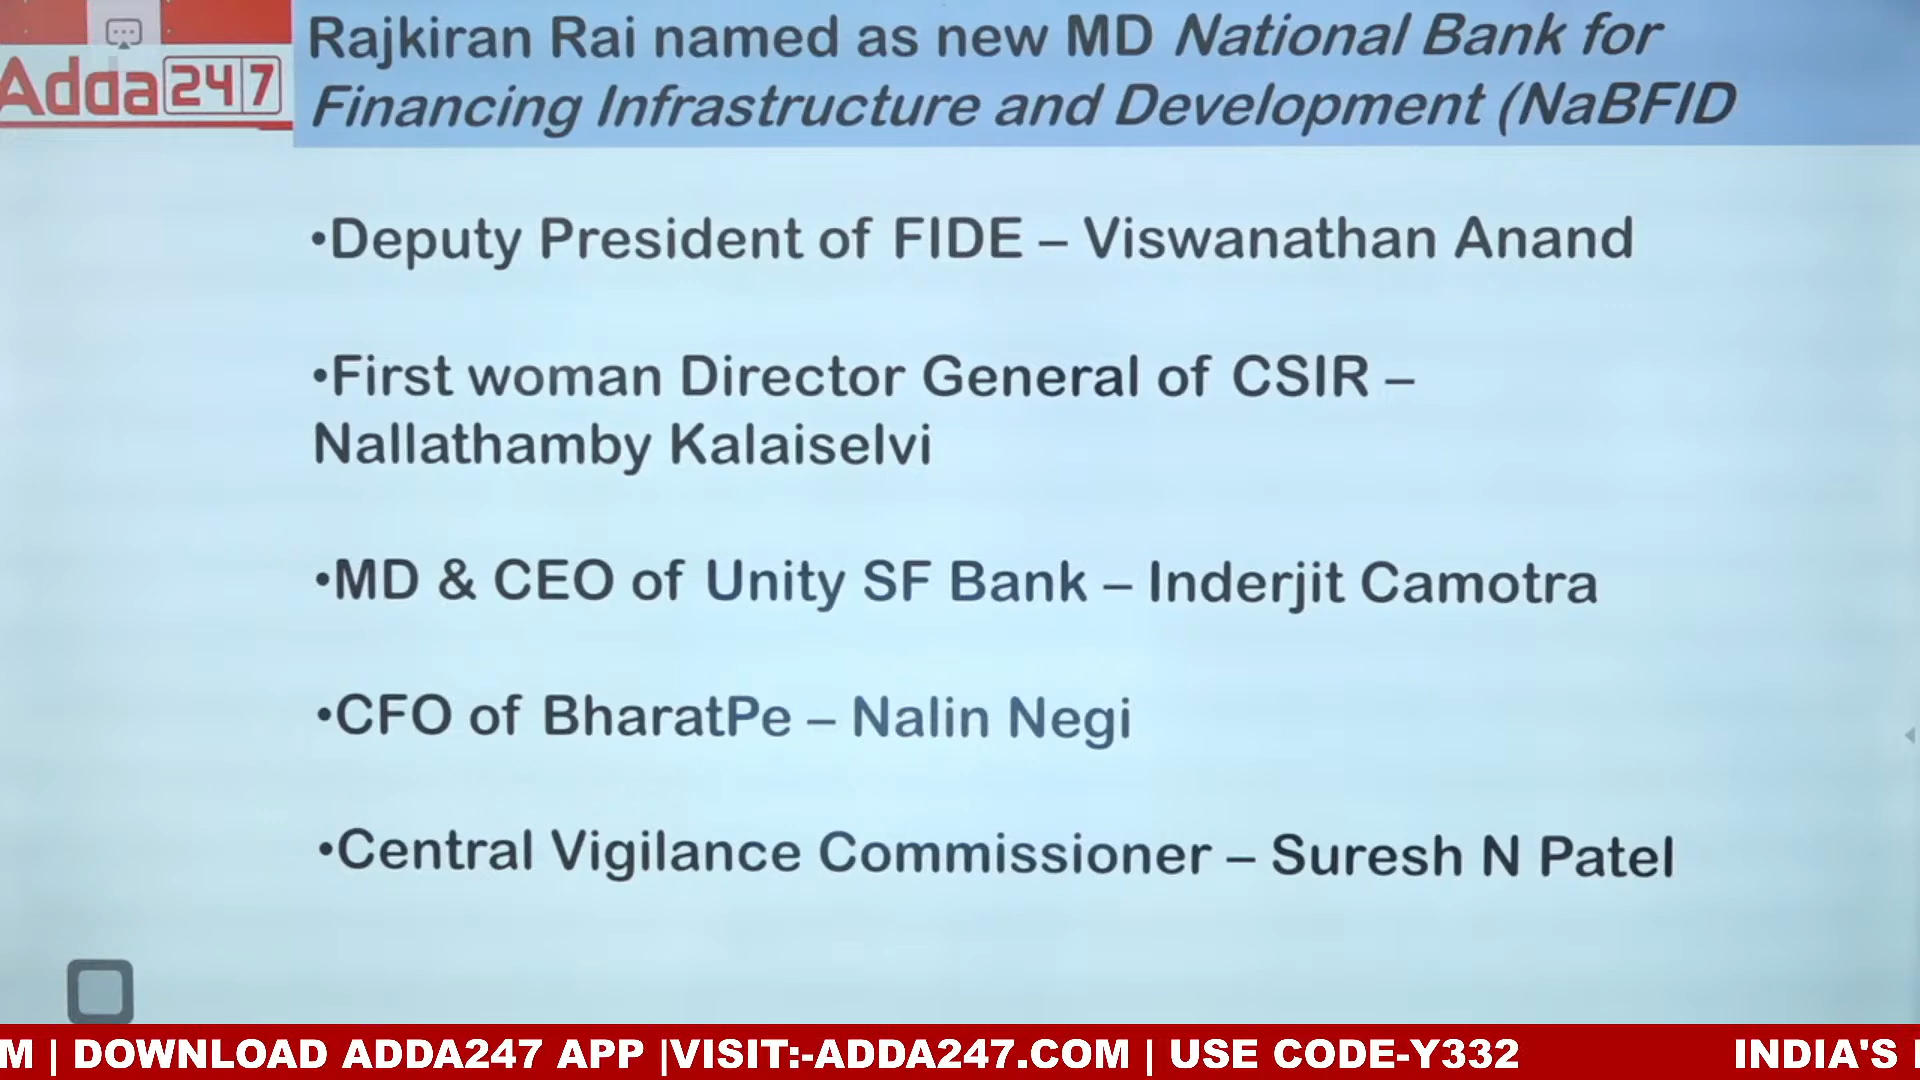 Adda247
Rajkiran Rai named as new MD National Bank for
Financing Infrastructure and Development (NaBFID
•Deputy President of FIDE – Viswanathan Anand
•First woman Director General of CSIR –
Nallathamby Kalaiselvi
•MD & CEO of Unity SF Bank – Inderjit Camotra
•CFO of BharatPe – Nalin Negi
•Central Vigilance Commissioner – Suresh N Patel
M | DOWNLOAD ADDA247 APP |VISIT:-ADDA247.COM | USE CODE-Y332 INDIA'S